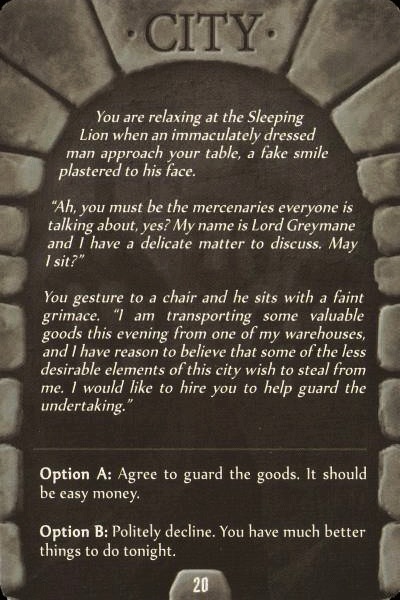 · CITY ·
You are relaxing at the Sleeping
Lion when an immaculately dressed
man approach your table, a fake smile
plastered to his face.
"Ah, you must be the mercenaries everyone is
talking about, yes? My name is Lord Greymane
and I have a delicate matter to discuss. May
I sit?"
You gesture to a chair and he sits with a faint
grimace. "I am transporting some valuable
goods this evening from one of my warehouses,
and I have reason to believe that some of the less
desirable elements of this city wish to steal from
me. I would like to hire you to help guard the
undertaking."
Option A: Agree to guard the goods. It should
be easy money.
Option B: Politely decline. You have much better
things to do tonight.
20